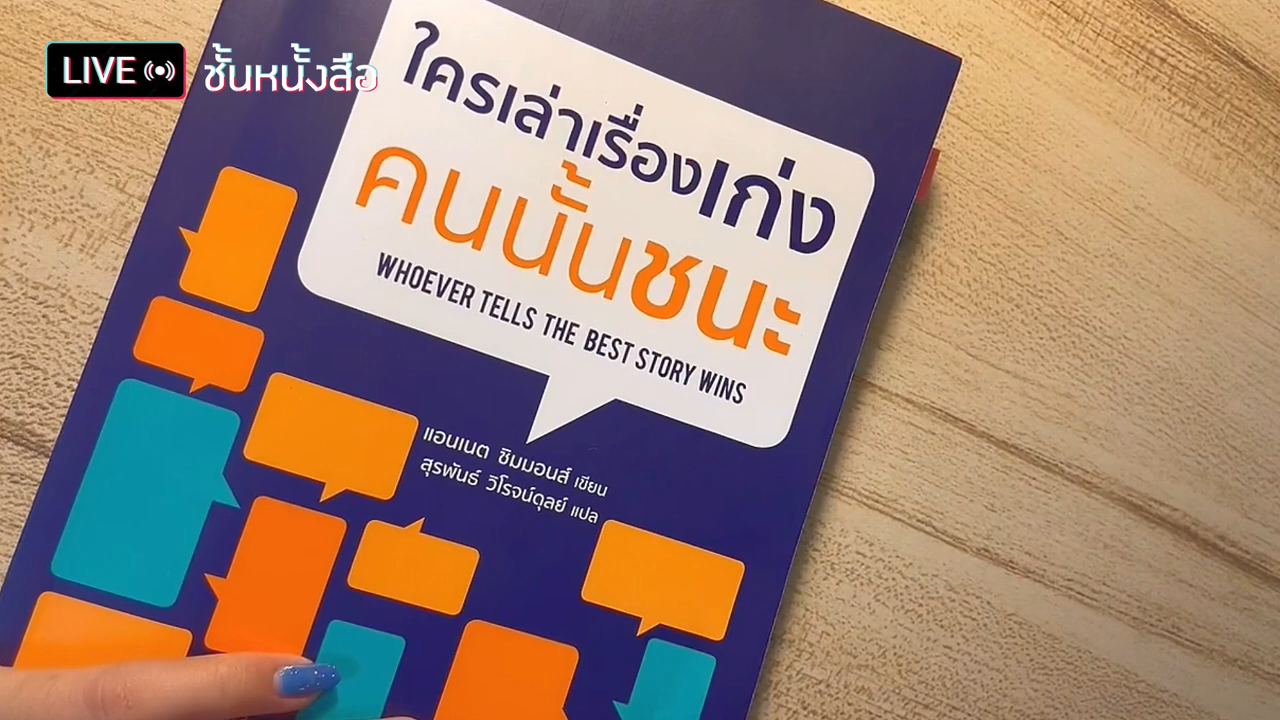 LIVE ชั้นหนังสือ
ใครเล่าเรื่องเก่ง
คนนั้นชนะ
WHOEVER TELLS THE BEST STORY WINS
แอนเนต ซิมมอนส์ เขียน
สุรพันธ์ วิโรจน์ดุลย์ แปล